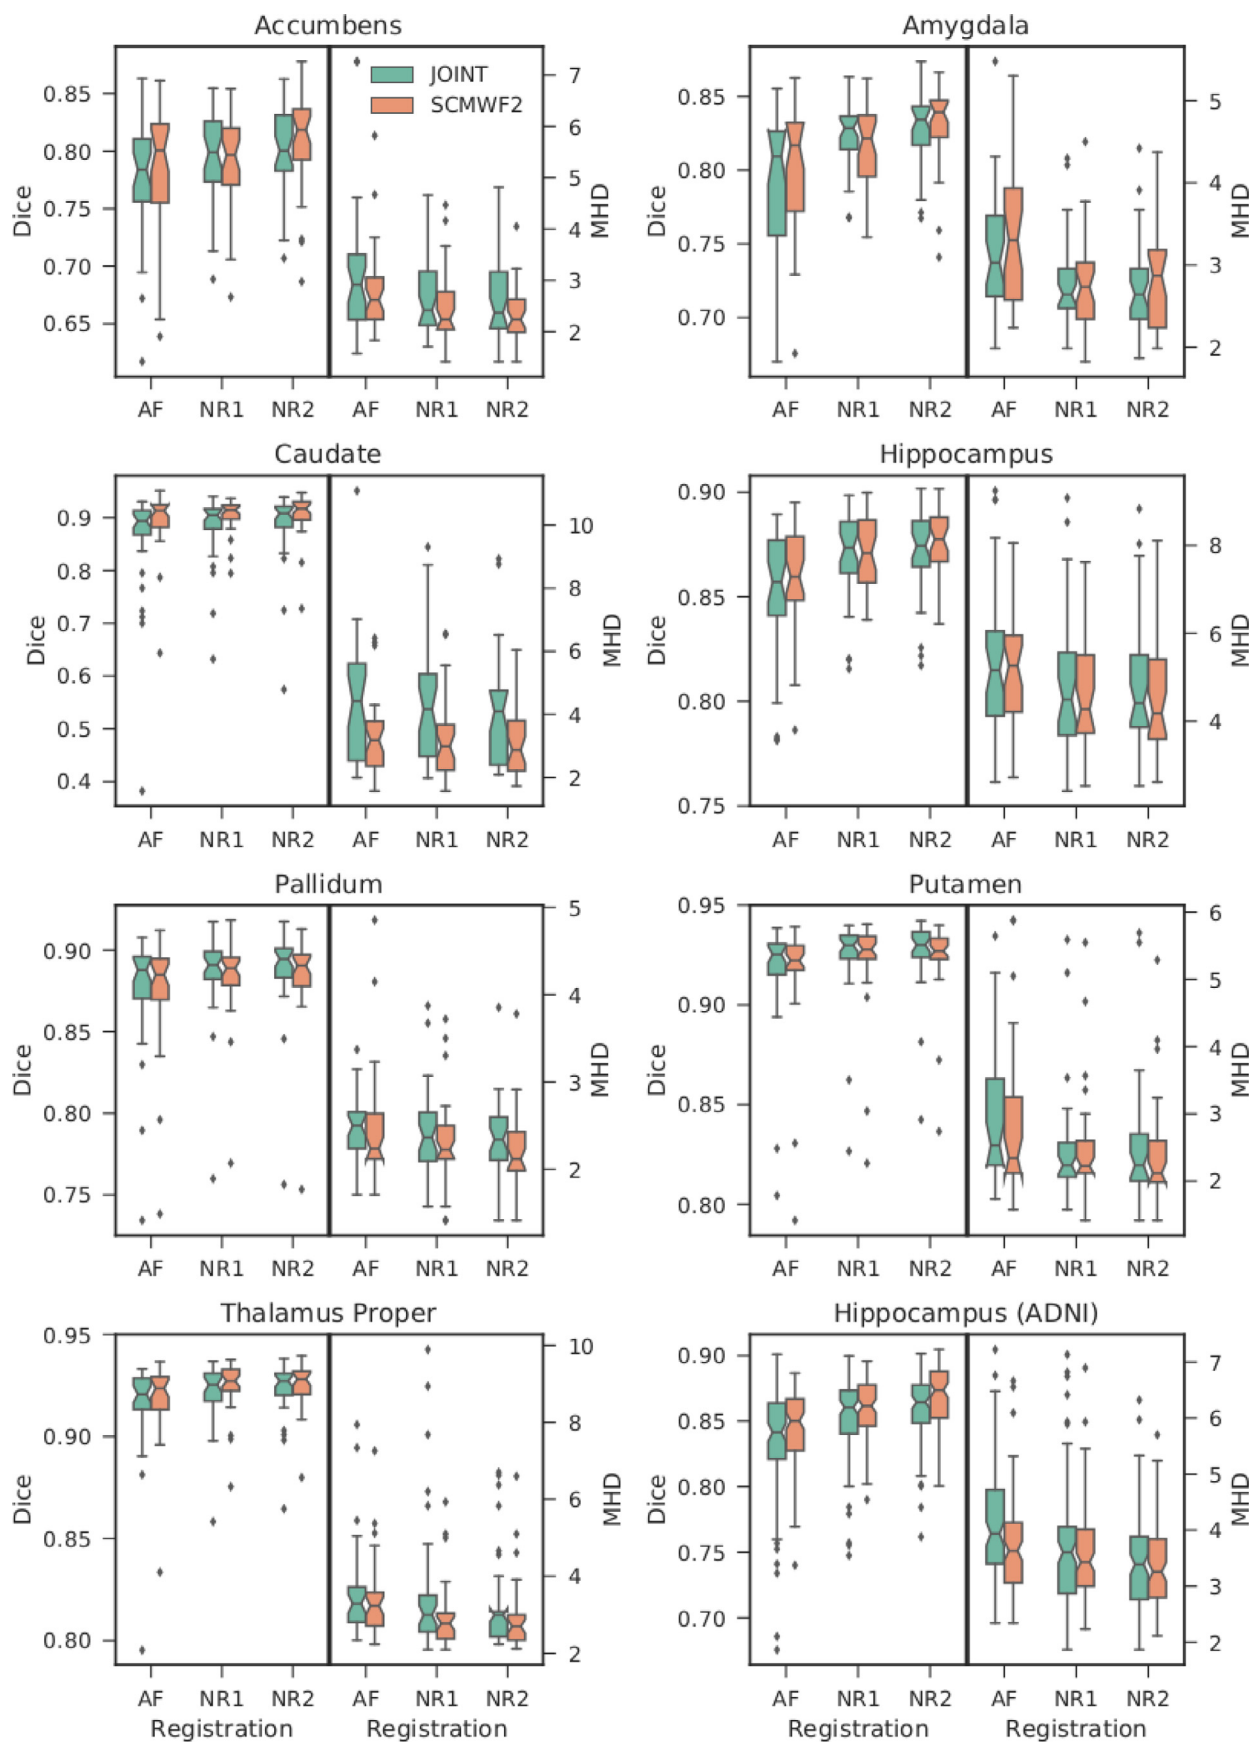 Accumbens
Amygdala
JOINT
SCMWF2
0.85
0.80
0.75
0.70
0.65
Dice
7
6
5
4
3
2
MHD
AF NR1 NR2 AF NR1 NR2
0.85
0.80
0.75
0.70
Dice
5
4
3
2
MHD
AF NR1 NR2 AF NR1 NR2
Caudate
Hippocampus
0.9
0.8
0.7
0.6
0.5
0.4
Dice
10
8
6
4
2
MHD
AF NR1 NR2 AF NR1 NR2
0.90
0.85
0.80
0.75
Dice
8
6
4
MHD
AF NR1 NR2 AF NR1 NR2
Pallidum
Putamen
0.90
0.85
0.80
0.75
Dice
5
4
3
2
MHD
AF NR1 NR2 AF NR1 NR2
0.95
0.90
0.85
0.80
Dice
6
5
4
3
2
MHD
AF NR1 NR2 AF NR1 NR2
Thalamus Proper
Hippocampus (ADNI)
0.95
0.90
0.85
0.80
Dice
10
8
6
4
2
MHD
AF NR1 NR2 AF NR1 NR2
Registration Registration
0.90
0.85
0.80
0.75
0.70
Dice
7
6
5
4
3
2
MHD
AF NR1 NR2 AF NR1 NR2
Registration Registration